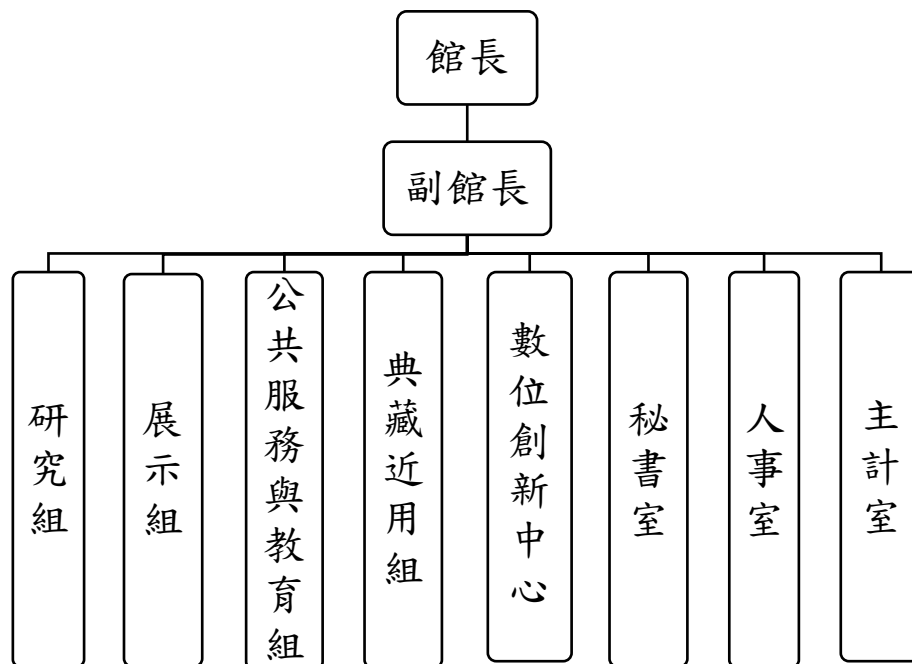 館長
副館長
研究組
展示組
公共服務與教育組
典藏近用組
數位創新中心
秘書室
人事室
主計室